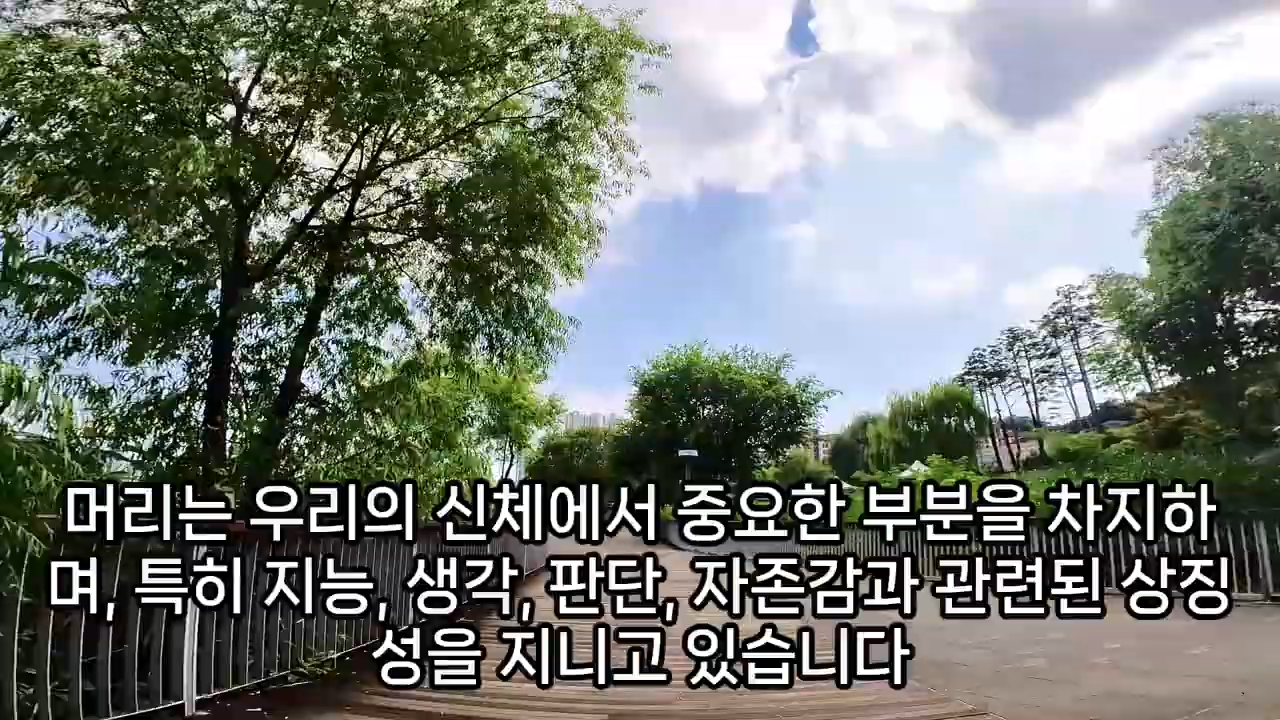 머리는 우리의 신체에서 중요한 부분을 차지하
며, 특히 지능, 생각, 판단, 자존감과 관련된 상징
성을 지니고 있습니다